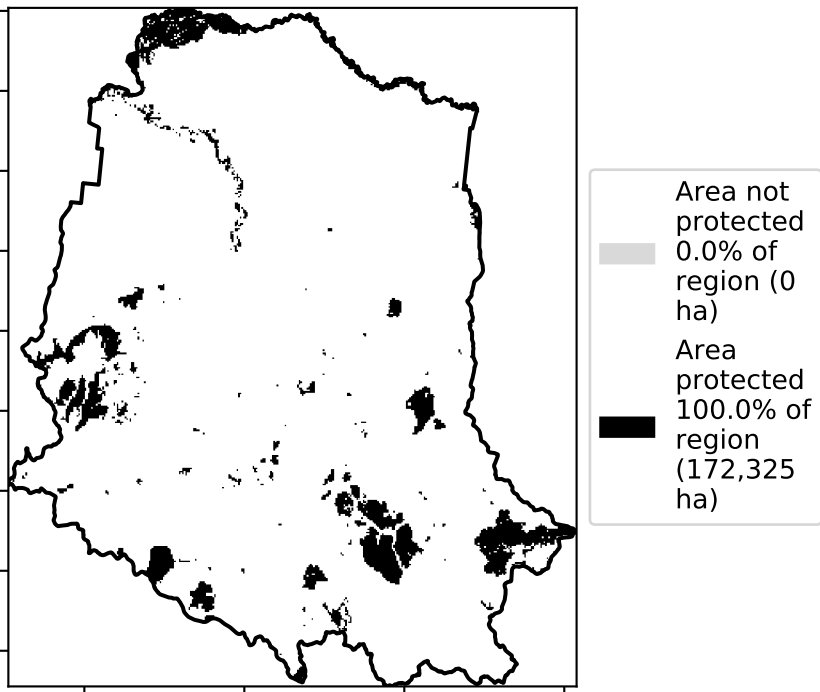 Area not
protected
0.0% of
region (0
ha)
Area
protected
100.0% of
region
(172,325
ha)